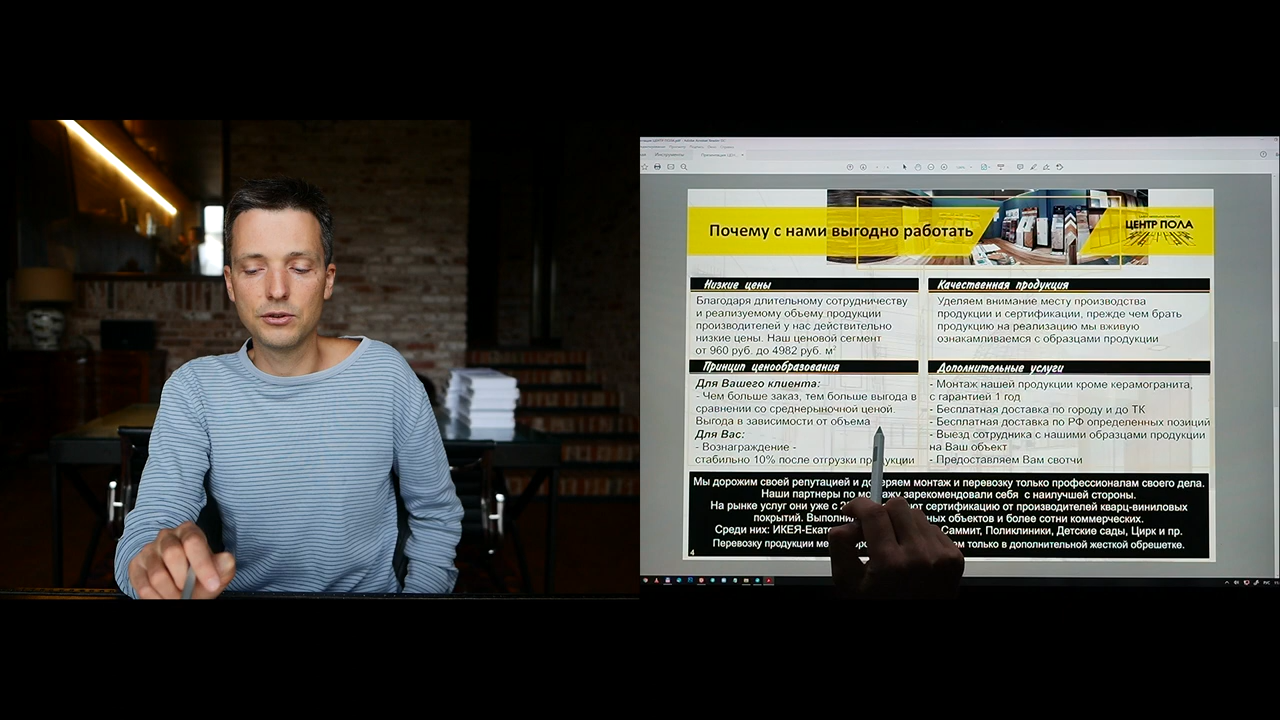 Инструменты
Почему с нами выгодно работать
ЦЕНТР ПОЛА
Низкие цены
Благодаря длительному сотрудничеству
и реализуемому объему продукции
производителей у нас действительно
низкие цены. Наш ценовой сегмент
от 960 руб. до 4982 руб. м²
Качественная продукция
Уделяем внимание месту производства
продукции и сертификации, прежде чем брать
продукцию на реализацию мы вживую
ознакамливаемся с образцами продукции
Принцип ценообразования
Для Вашего клиента:
- Чем больше заказ, тем больше выгода в
сравнении со среднерыночной ценой.
Выгода в зависимости от объема
Для Вас:
- Вознаграждение -
стабильно 10% после отгрузки продукции
Дополнительные услуги
- Монтаж нашей продукции кроме керамогранита,
с гарантией 1 год
- Бесплатная доставка по городу и до ТК
- Бесплатная доставка по РФ определенных позиций
- Выезд сотрудника с нашими образцами продукции
на Ваш объект
- Предоставляем Вам свотчи
Мы дорожим своей репутацией и доверяем монтаж и перевозку только профессионалам своего дела.
Наши партнеры по монтажу зарекомендовали себя с наилучшей стороны.
На рынке услуг они уже с сертификацию от производителей кварц-виниловых
покрытий. объектов и более сотни коммерческих.
Среди них: Саммит, Поликлиники, Детские сады, Цирк и пр.
Перевозку продукции только в дополнительной жесткой обрешетке.
4